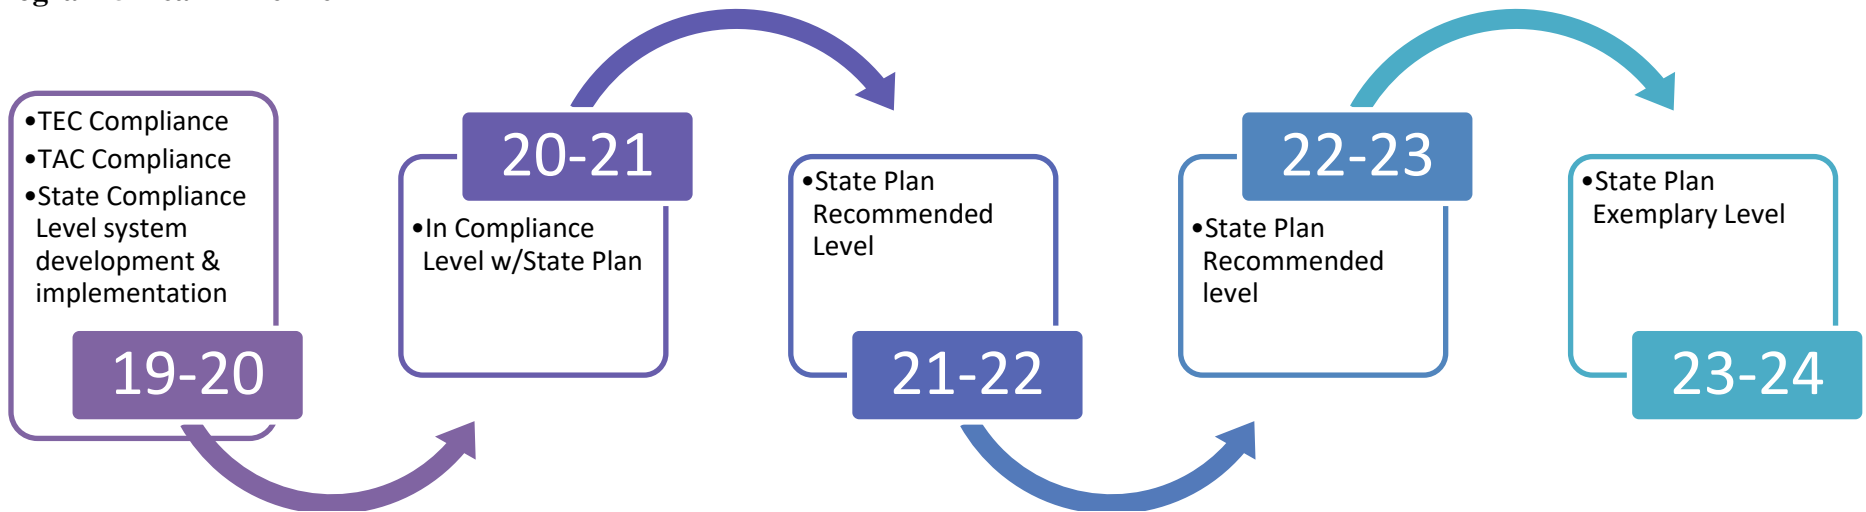 •TEC Compliance
•TAC Compliance
•State Compliance
Level system
development &
implementation
19-20
20-21
•In Compliance
Level w/State Plan
•State Plan
Recommended
Level
21-22
22-23
•State Plan
Recommended
level
•State Plan
Exemplary Level
23-24